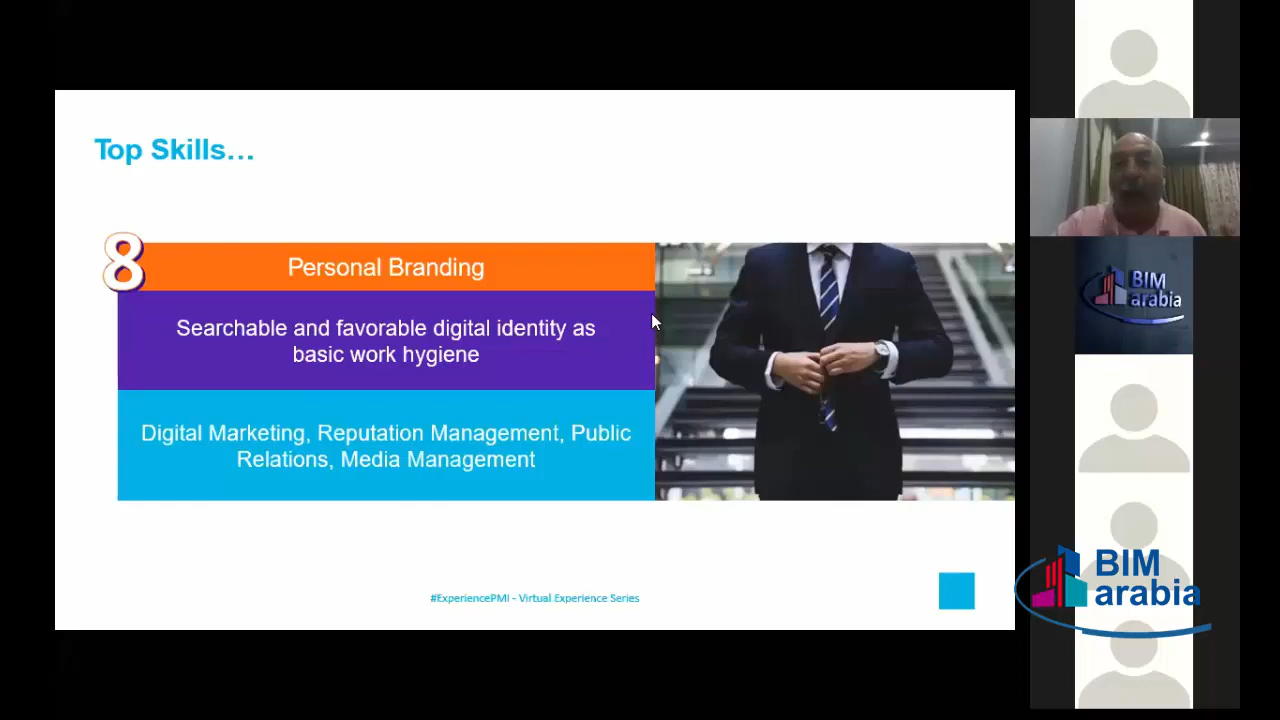 Top Skills...
8
Personal Branding
Searchable and favorable digital identity as
basic work hygiene
Digital Marketing, Reputation Management, Public
Relations, Media Management
#ExperiencePMI - Virtual Experience Series
BIM
arabia
BIM
arabia